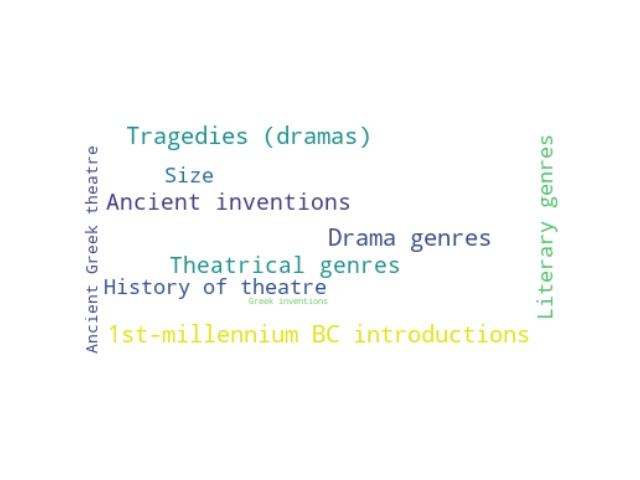 Tragedies (dramas)
Size
Ancient inventions
Drama genres
Theatrical genres
History of theatre
Greek inventions
1st-millennium BC introductions
Ancient Greek theatre
Literary genres